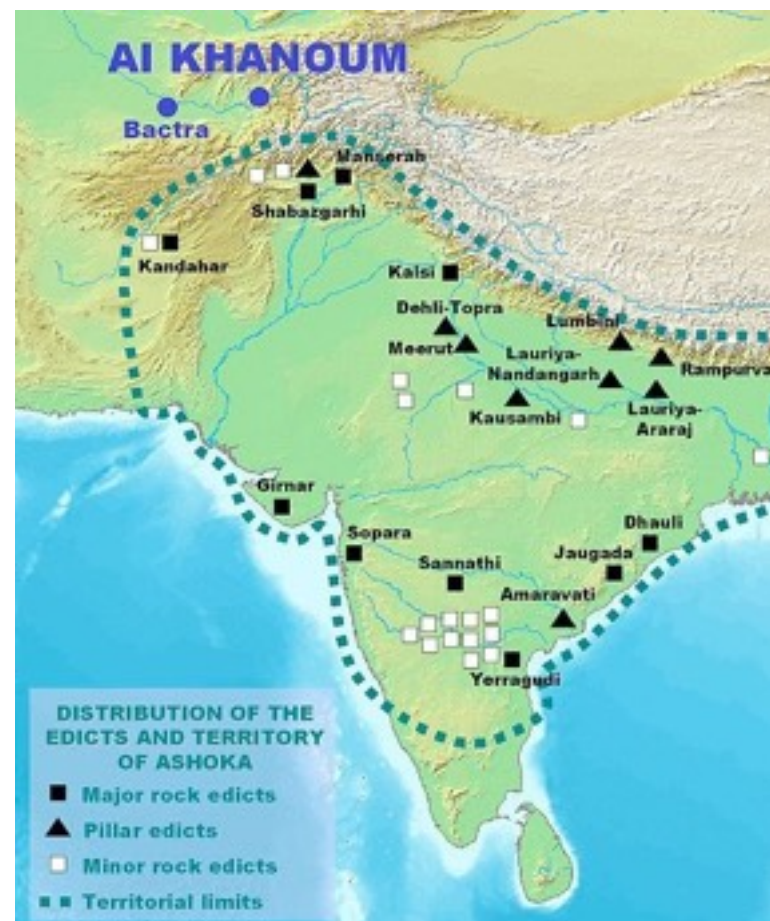 AI KHANOUM
Bactra
Manserah
Shabazgarhi
Kandahar
Kalsi
Dehli-Topra
Lumbini
Meerut
Lauriya-
Nandangarh
Rampurva
Kausambi
Lauriya-
Araraj
Girnar
Sopara
Dhauli
Sannathi
Jaugada
Amaravati
Yerragudi
DISTRIBUTION OF THE
EDICTS AND TERRITORY
OF ASHOKA
Major rock edicts
Pillar edicts
Minor rock edicts
Territorial limits